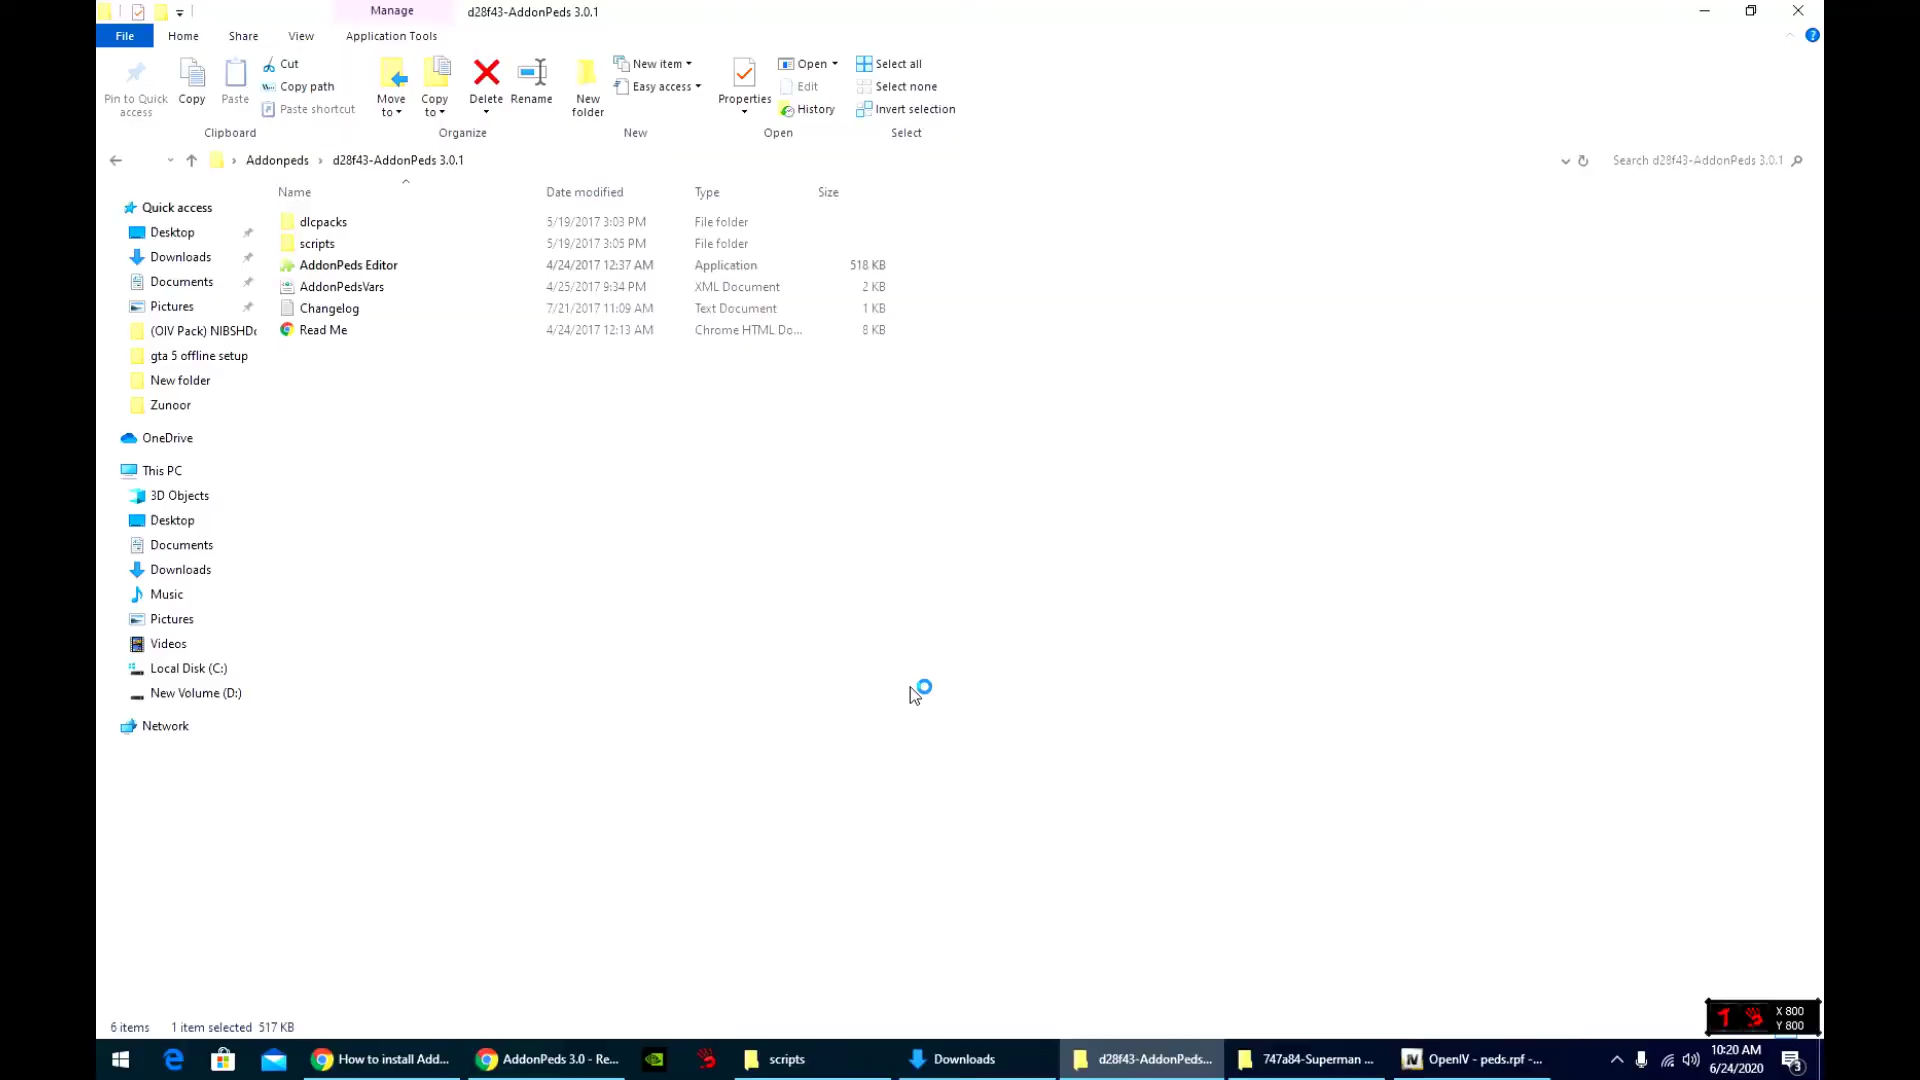 Manage
d28f43-AddonPeds 3.0.1
File
Home
Share
View
Application Tools
Pin to Quick access
Copy
Paste
Cut
Copy path
Paste shortcut
Clipboard
Move to
Copy to
Delete
Rename
Organize
New folder
New item
Easy access
New
Properties
Open
Edit
History
Open
Select all
Select none
Invert selection
Select
Addonpeds
d28f43-AddonPeds 3.0.1
Search d28f43-AddonPeds 3.0.1
Name Date modified Type Size
dlcpacks 5/19/2017 3:03 PM File folder
scripts 5/19/2017 3:05 PM File folder
AddonPeds Editor 4/24/2017 12:37 AM Application 518 KB
AddonPedsVars 4/25/2017 9:34 PM XML Document 2 KB
Changelog 7/21/2017 11:09 AM Text Document 1 KB
Read Me 4/24/2017 12:13 AM Chrome HTML Do... 8 KB
Quick access
Desktop
Downloads
Documents
Pictures
(OIV Pack) NIBSHDc
gta 5 offline setup
New folder
Zunoor
OneDrive
This PC
3D Objects
Desktop
Documents
Downloads
Music
Pictures
Videos
Local Disk (C:)
New Volume (D:)
Network
6 items 1 item selected 517 KB
X 800
Y 800
How to install Add...
AddonPeds 3.0 - Re...
scripts
Downloads
d28f43-AddonPeds...
747a84-Superman ...
IV
OpenIV - peds.rpf -...
10:20 AM
6/24/2020
3